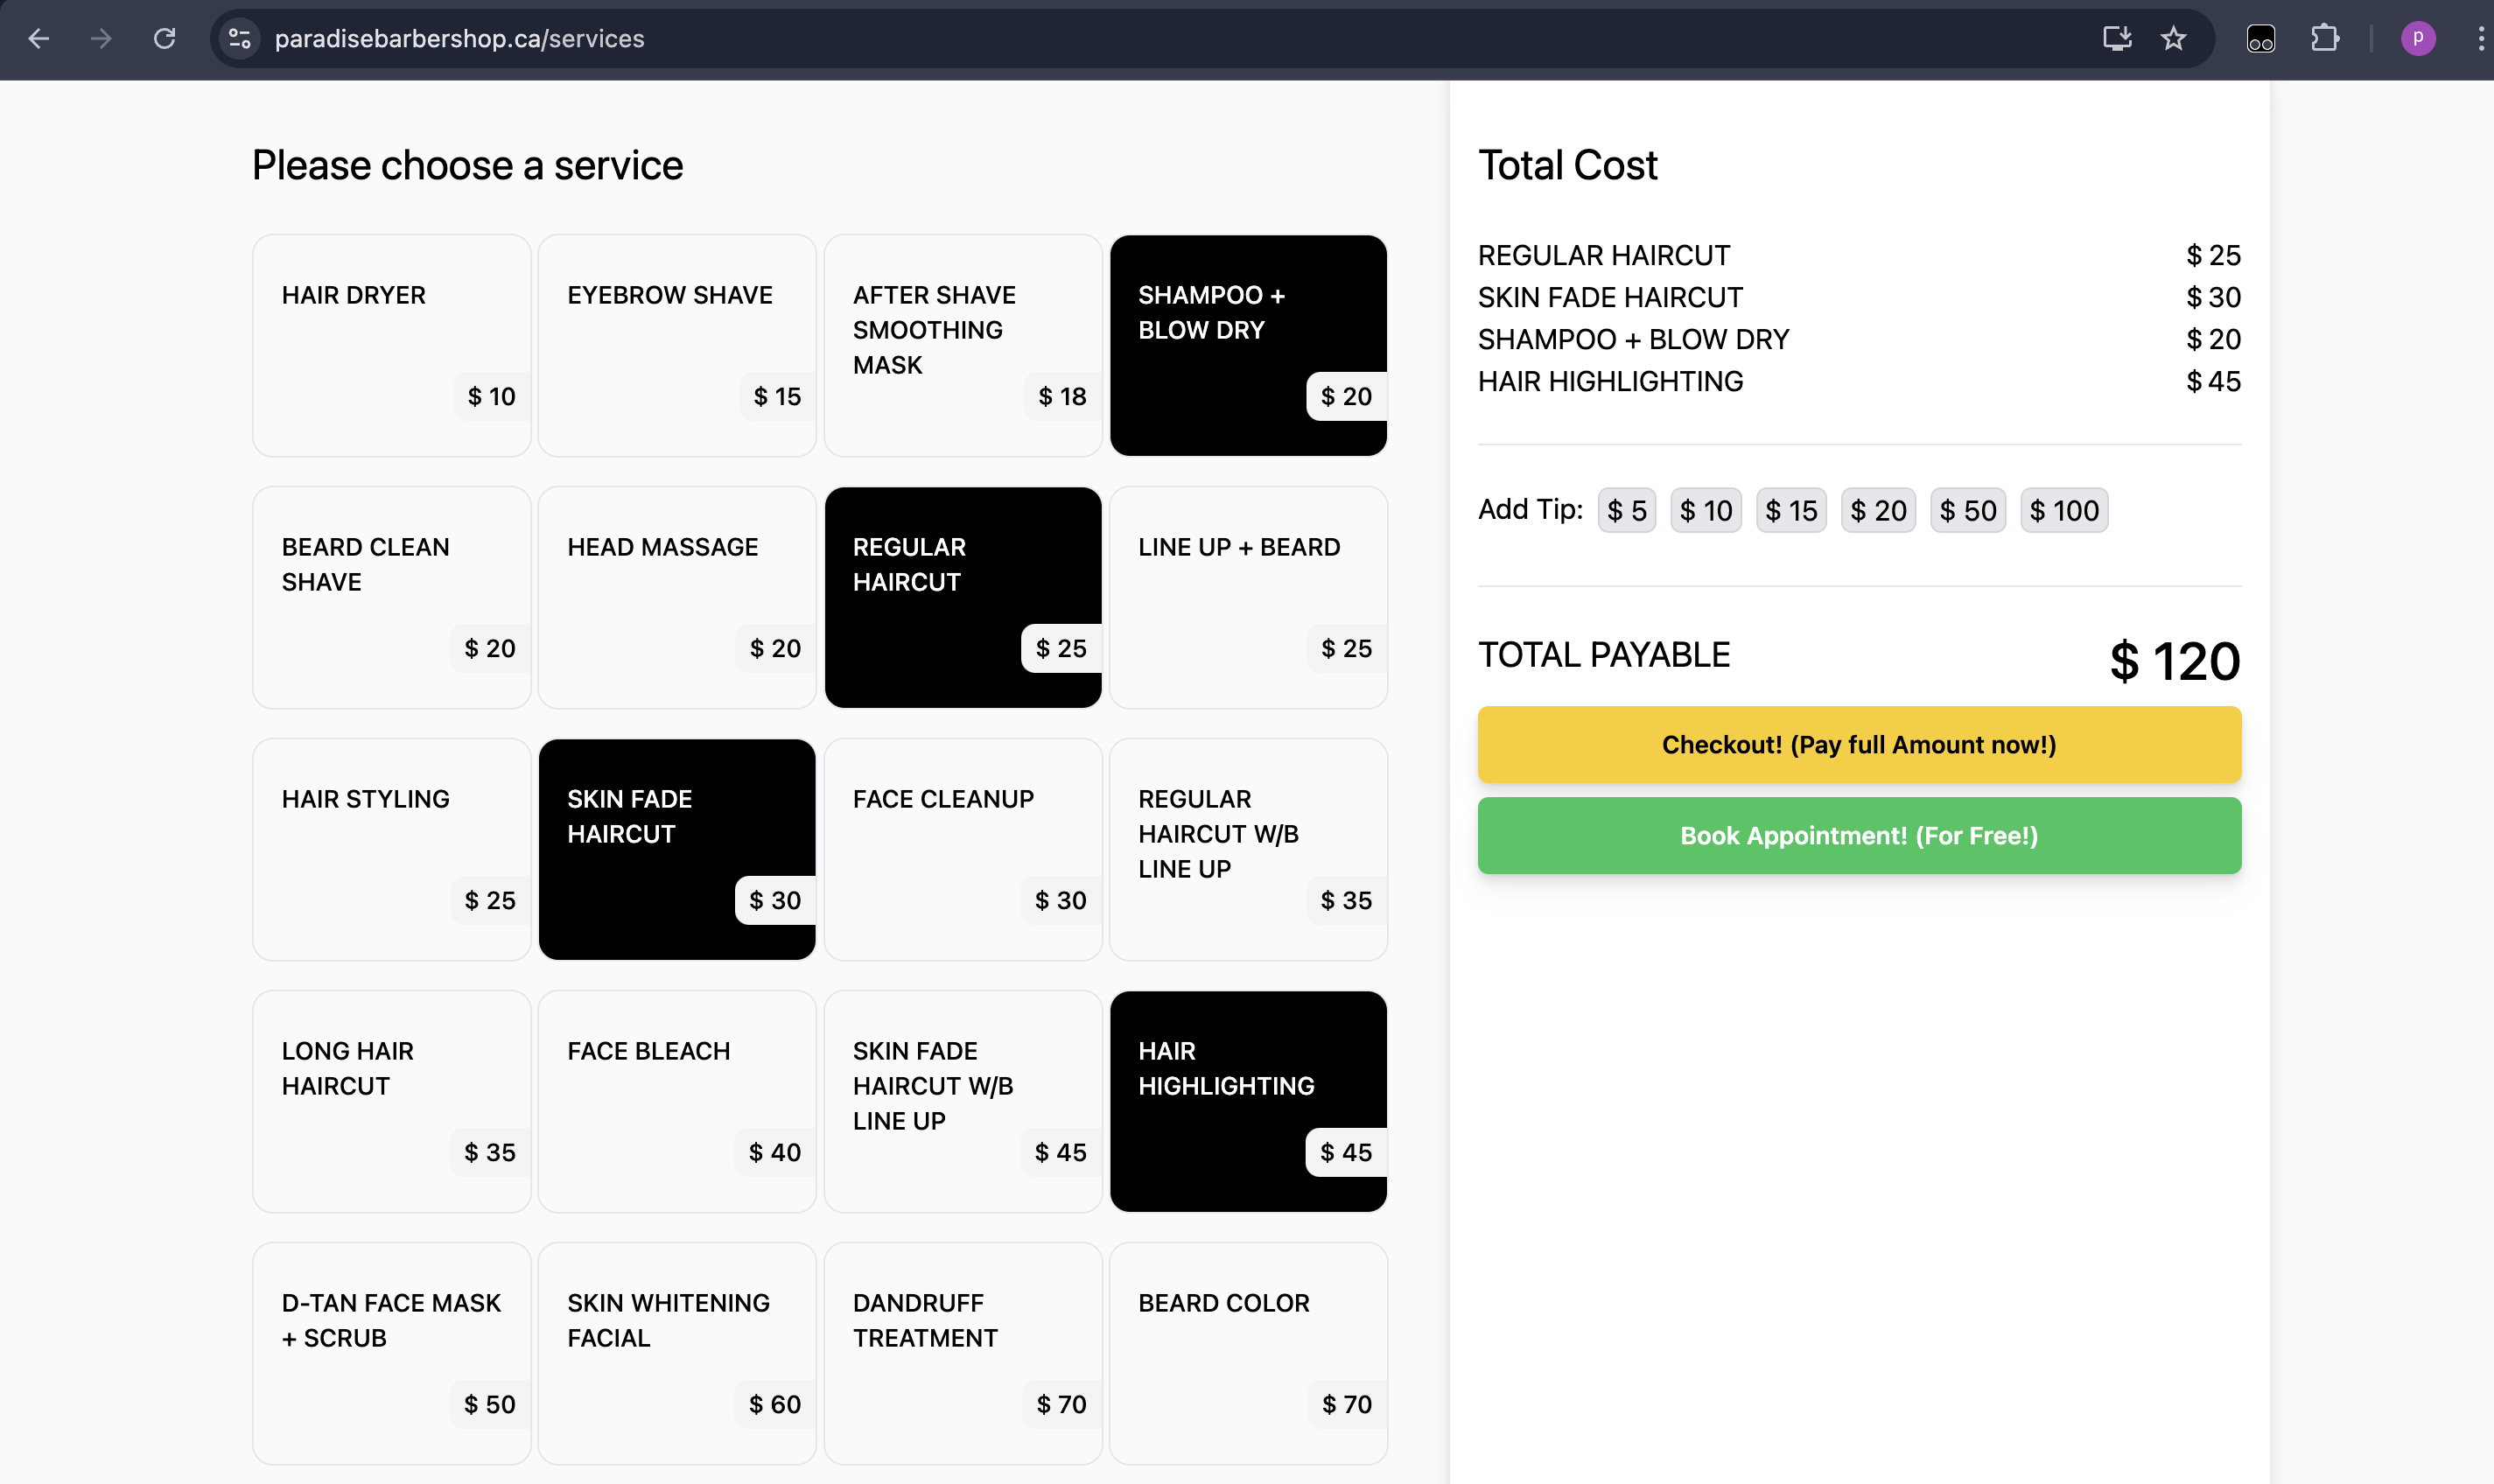 paradisebarbershop.ca/services
P
Please choose a service
HAIR DRYER
$ 10
EYEBROW SHAVE
$ 15
AFTER SHAVE
SMOOTHING
MASK
$ 18
SHAMPOO +
BLOW DRY
$ 20
BEARD CLEAN
SHAVE
$ 20
HEAD MASSAGE
$ 20
REGULAR
HAIRCUT
$ 25
LINE UP + BEARD
$ 25
HAIR STYLING
$ 25
SKIN FADE
HAIRCUT
$ 30
FACE CLEANUP
$ 30
REGULAR
HAIRCUT W/B
LINE UP
$ 35
LONG HAIR
HAIRCUT
$ 35
FACE BLEACH
$ 40
SKIN FADE
HAIRCUT W/B
LINE UP
$ 45
HAIR
HIGHLIGHTING
$ 45
D-TAN FACE MASK
+ SCRUB
$ 50
SKIN WHITENING
FACIAL
$ 60
DANDRUFF
TREATMENT
$ 70
BEARD COLOR
$ 70
Total Cost
REGULAR HAIRCUT $ 25
SKIN FADE HAIRCUT $ 30
SHAMPOO + BLOW DRY $ 20
HAIR HIGHLIGHTING $ 45
Add Tip: $ 5 $ 10 $ 15 $ 20 $ 50 $ 100
TOTAL PAYABLE $ 120
Checkout! (Pay full Amount now!)
Book Appointment! (For Free!)